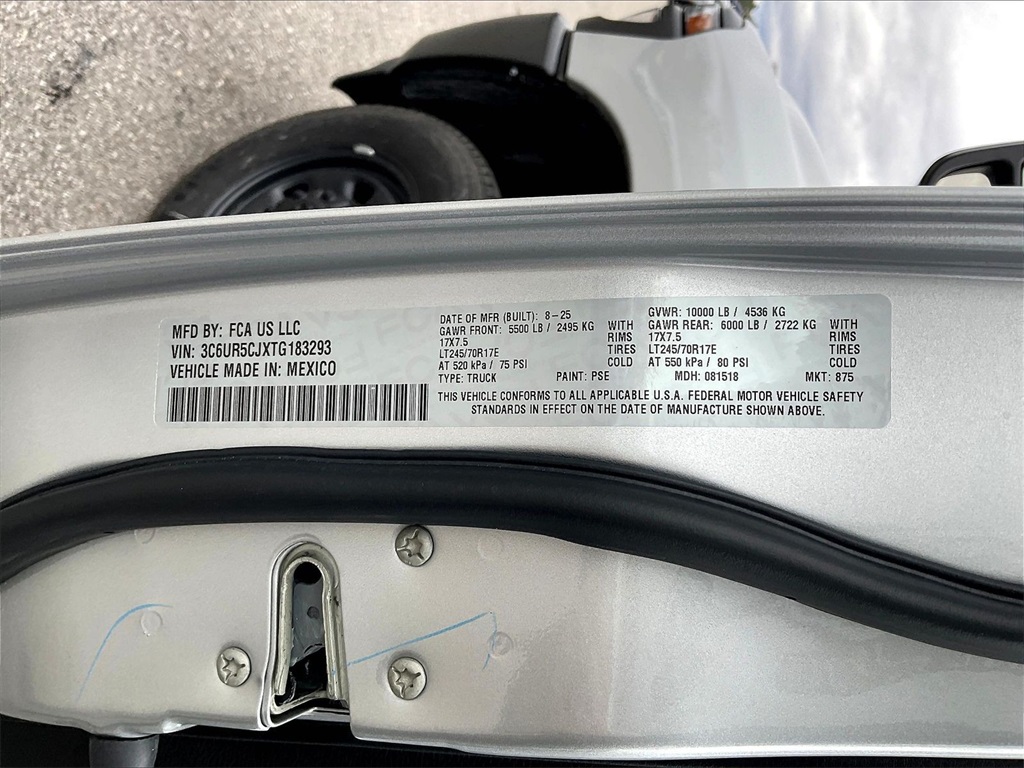 MFD BY: FCA US LLC
VIN: 3C6UR5CJXTG183293
VEHICLE MADE IN: MEXICO
DATE OF MFR (BUILT): 8-25
GAWR FRONT: 5500 LB / 2495 KG WITH
17X7.5 RIMS
LT245/70R17E TIRES
AT 520 kPa / 75 PSI COLD
TYPE: TRUCK PAINT: PSE
GVWR: 10000 LB / 4536 KG
GAWR REAR: 6000 LB / 2722 KG WITH
17X7.5 RIMS
LT245/70R17E TIRES
AT 550 kPa / 80 PSI COLD
MDH: 081518 MKT: 875
THIS VEHICLE CONFORMS TO ALL APPLICABLE U.S.A. FEDERAL MOTOR VEHICLE SAFETY
STANDARDS IN EFFECT ON THE DATE OF MANUFACTURE SHOWN ABOVE.